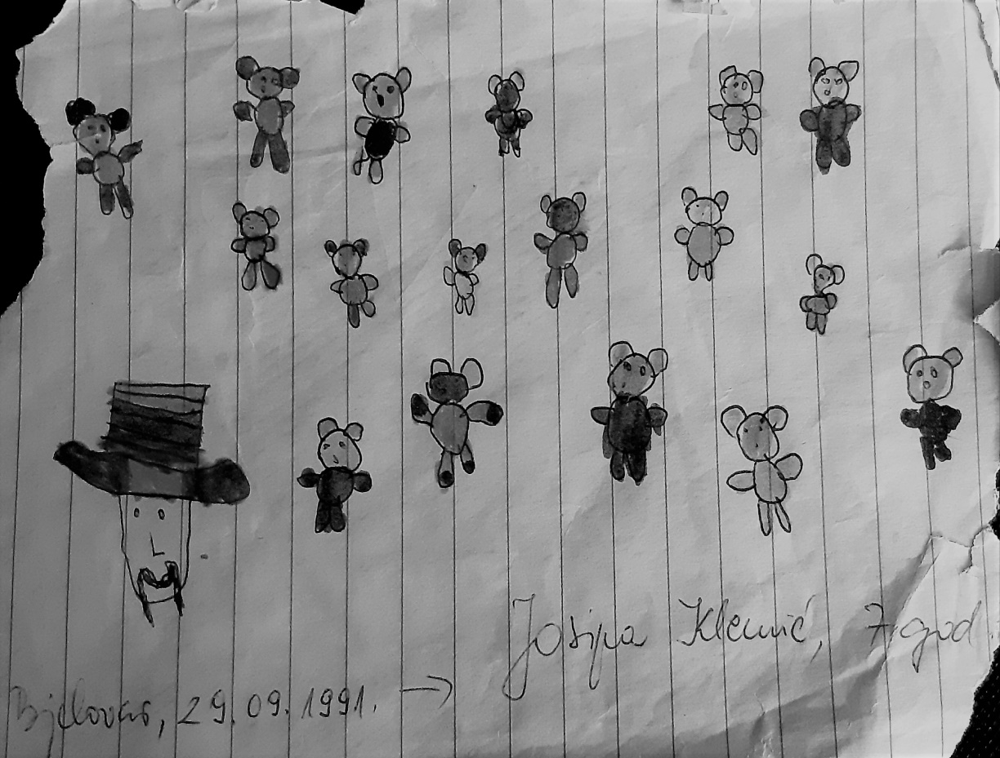 Josipa Klemić, 7 god.
Bjelovar, 29.09.1991. →